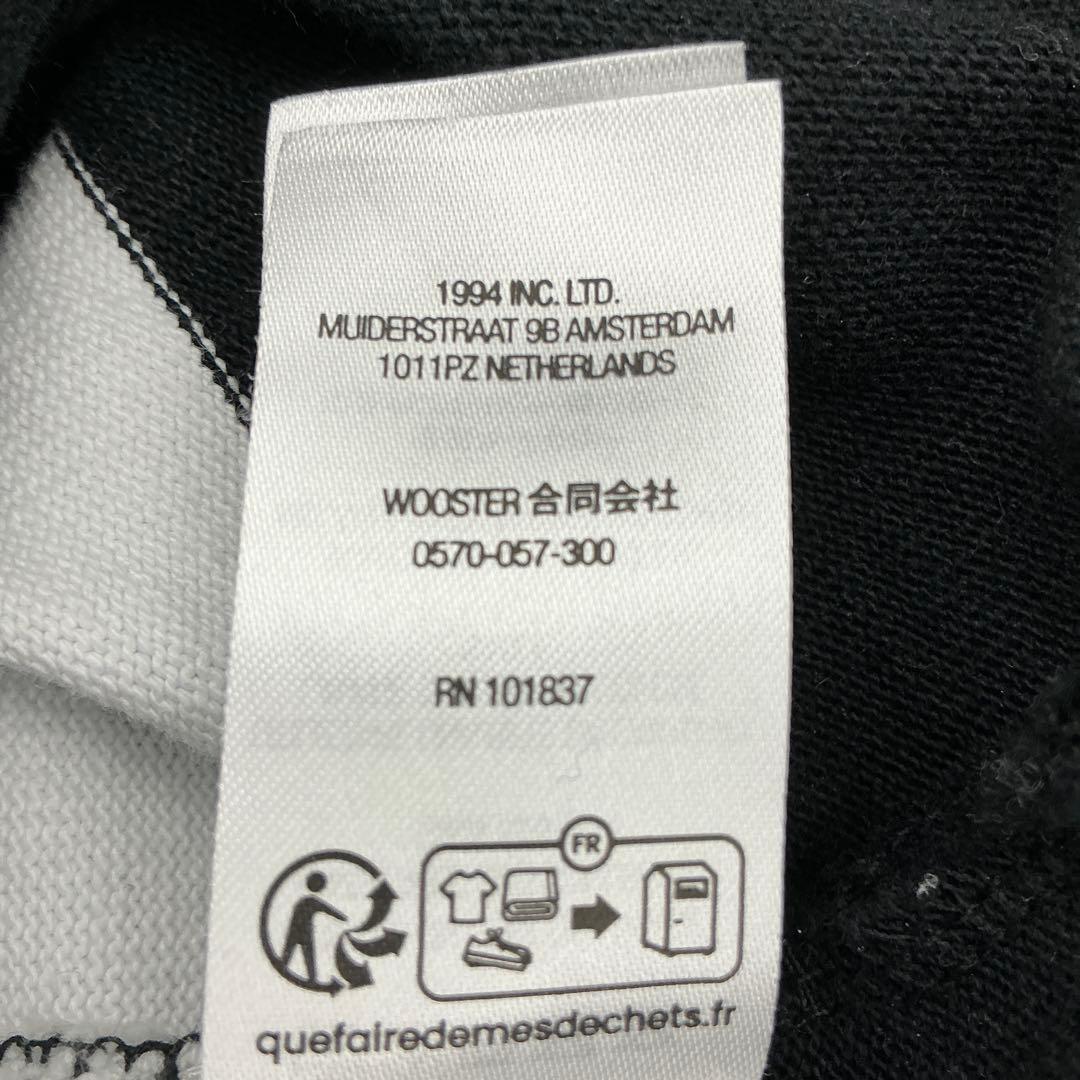 1994 INC. LTD.
MUIDERSTRAAT 9B AMSTERDAM
1011PZ NETHERLANDS
WOOSTER 合同会社
0570-057-300
RN 101837
FR
quefairedemesdechets.fr